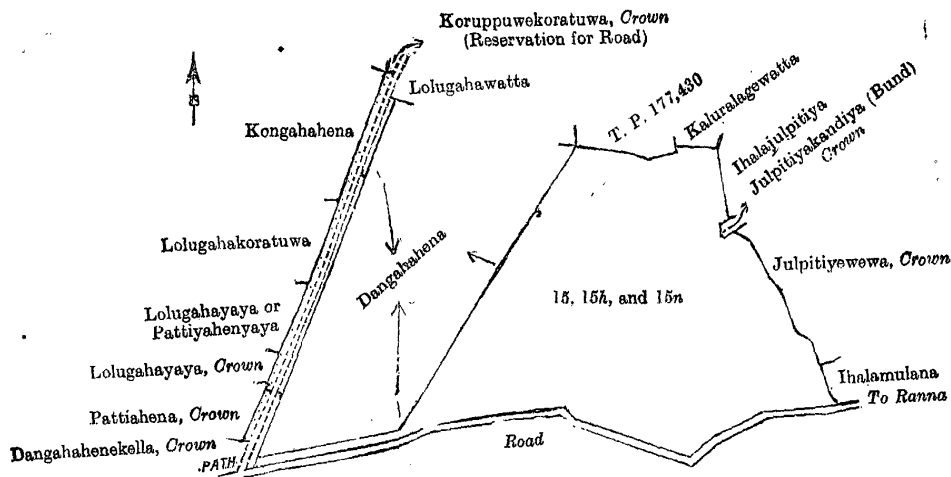 Koruppuwekoratuwa, Crown
(Reservation for Road)
Lolugahawatta
T. P. 177,430
Kaluralagewatta
Ihalajulpitiya
Julpitiyakandiya (Bund)
Crown
Kongahahena
Lolugahakoratuwa
Dangahahena
Julpitiyewewa, Crown
15, 15h, and 15n
Lolugahayaya or
Pattiyahenyaya
Lolugahayaya, Crown
Ihalamulana
To Ranna
Pattiahena, Crown
Dangahahenekella, Crown
Road
PATH